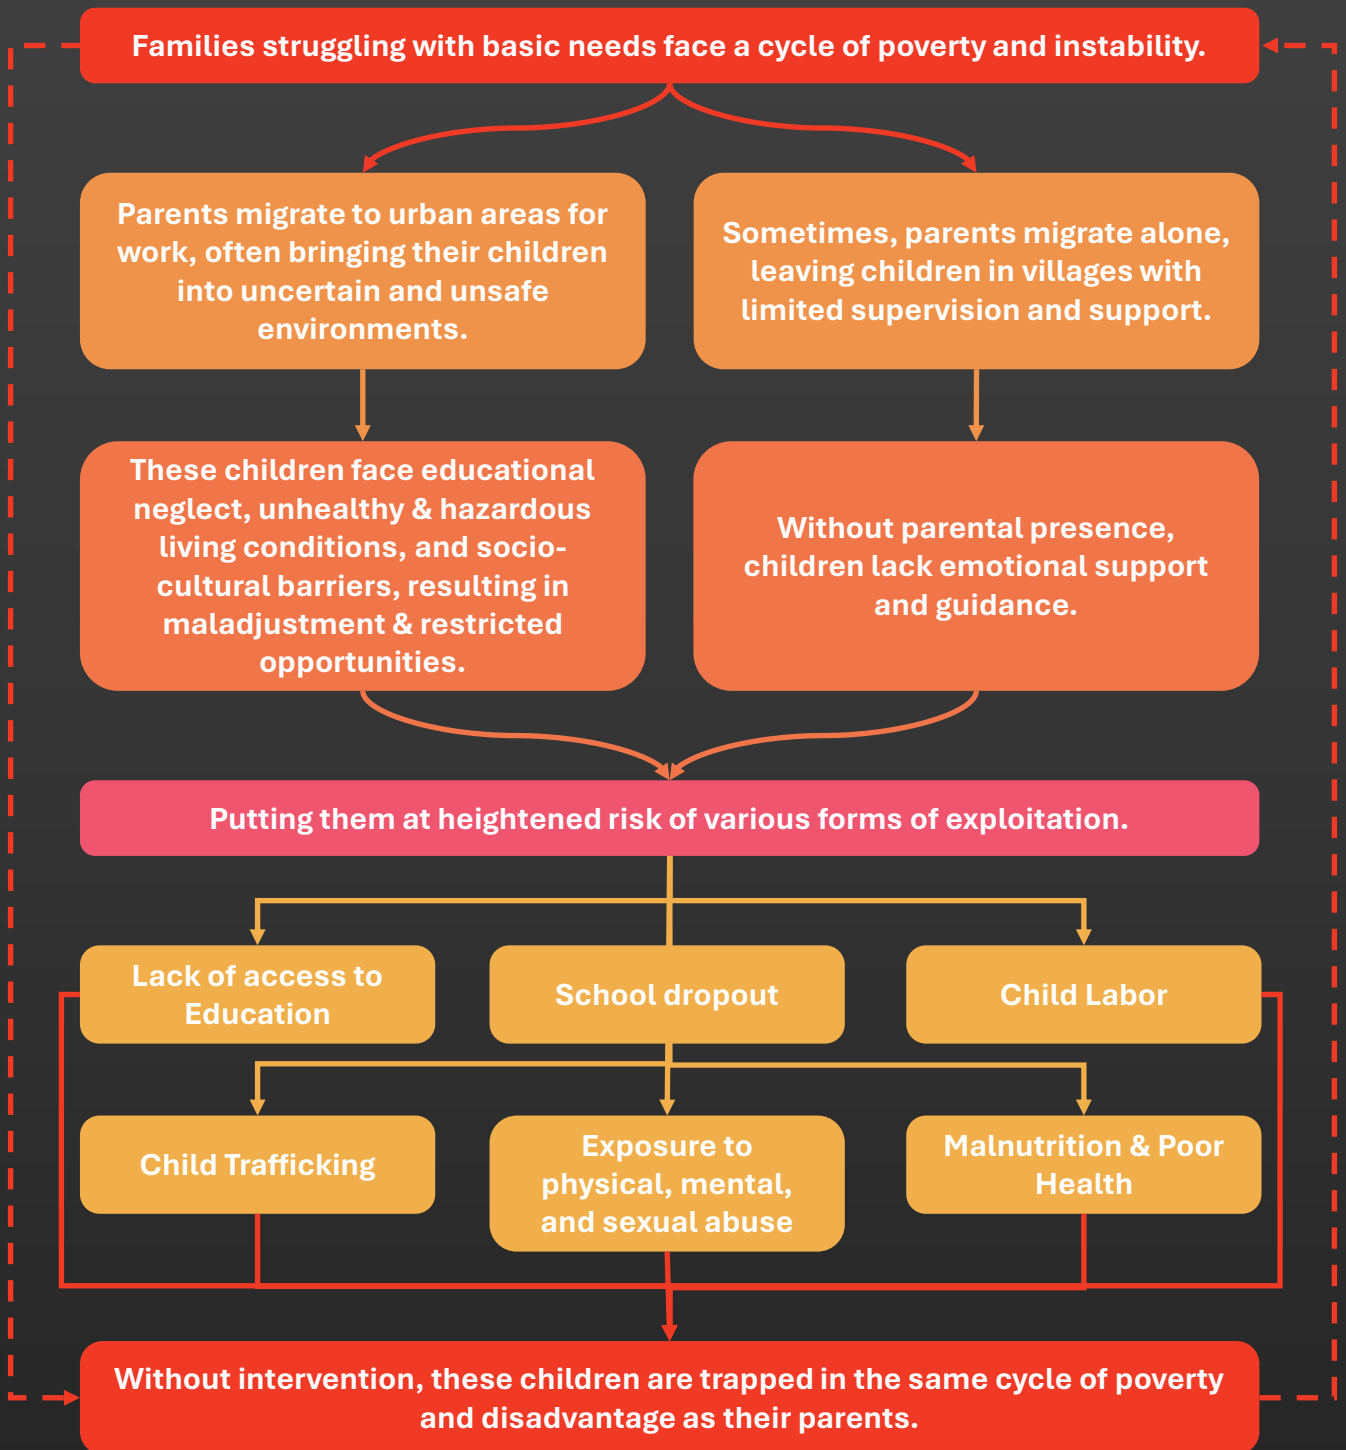 Families struggling with basic needs face a cycle of poverty and instability.
Parents migrate to urban areas for
work, often bringing their children
into uncertain and unsafe
environments.
Sometimes, parents migrate alone,
leaving children in villages with
limited supervision and support.
These children face educational
neglect, unhealthy & hazardous
living conditions, and socio-
cultural barriers, resulting in
maladjustment & restricted
opportunities.
Without parental presence,
children lack emotional support
and guidance.
Putting them at heightened risk of various forms of exploitation.
Lack of access to
Education
School dropout
Child Labor
Child Trafficking
Exposure to
physical, mental,
and sexual abuse
Malnutrition & Poor
Health
Without intervention, these children are trapped in the same cycle of poverty
and disadvantage as their parents.